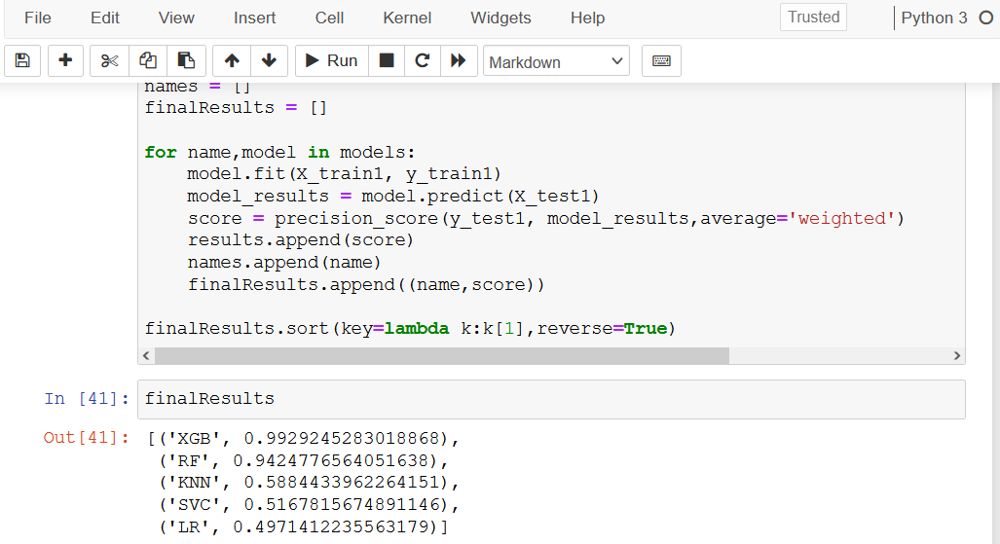 File Edit View Insert Cell Kernel Widgets Help Trusted Python 3
Run Markdown
names = []
finalResults = []
for name,model in models:
model.fit(X_train1, y_train1)
model_results = model.predict(X_test1)
score = precision_score(y_test1, model_results,average='weighted')
results.append(score)
names.append(name)
finalResults.append((name,score))
finalResults.sort(key=lambda k:k[1],reverse=True)
In [41]: finalResults
Out[41]: [('XGB', 0.9929245283018868),
('RF', 0.9424776564051638),
('KNN', 0.5884433962264151),
('SVC', 0.5167815674891146),
('LR', 0.4971412235563179)]